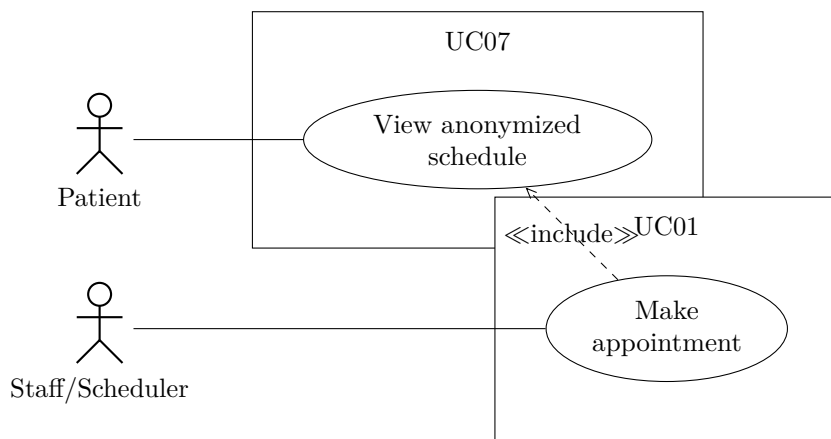 UC07
View anonymized
schedule
Patient
≪include≫
UC01
Make
appointment
Staff/Scheduler